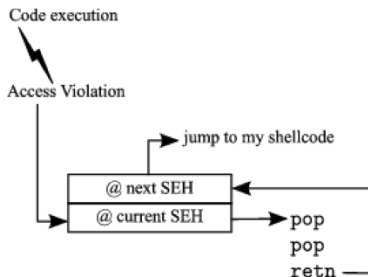 Code execution
Access Violation
jump to my shellcode
@ next SEH
@ current SEH
pop
pop
retn